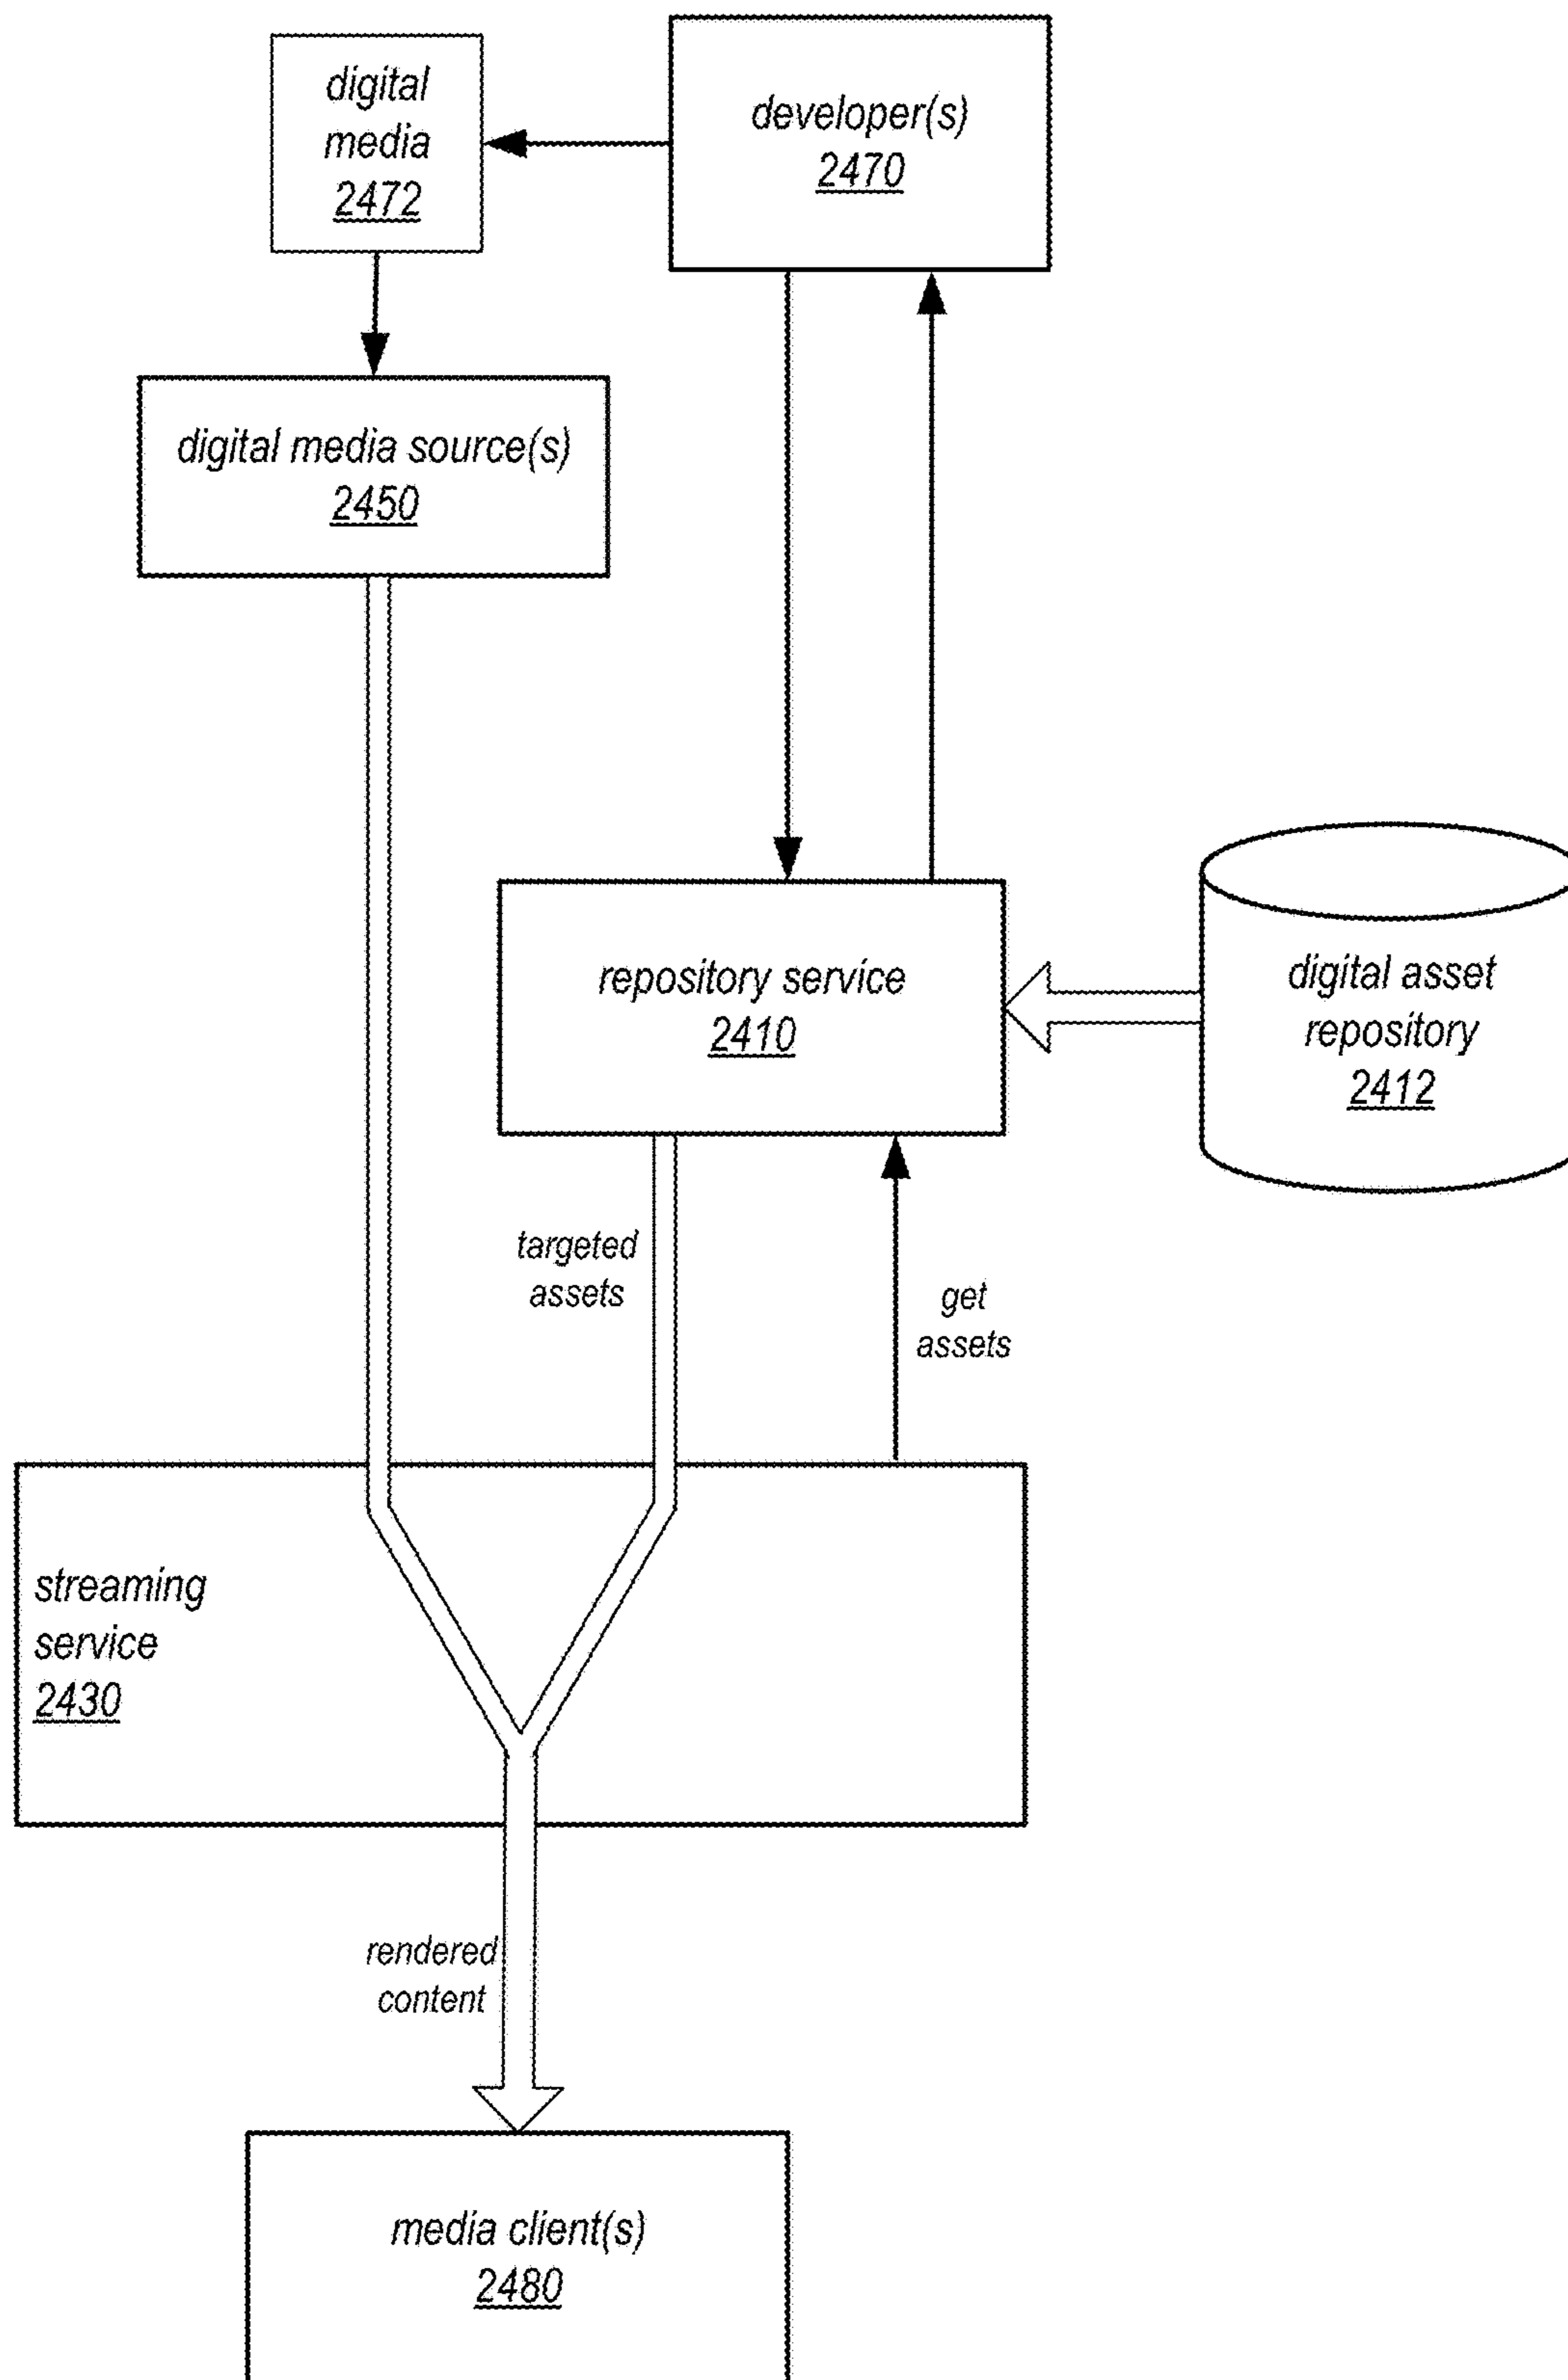 digital
media
2472
developer(s)
2470
digital media source(s)
2450
repository service
2410
digital asset
repository
2412
targeted
assets
get
assets
streaming
service
2430
rendered
content
media client(s)
2480